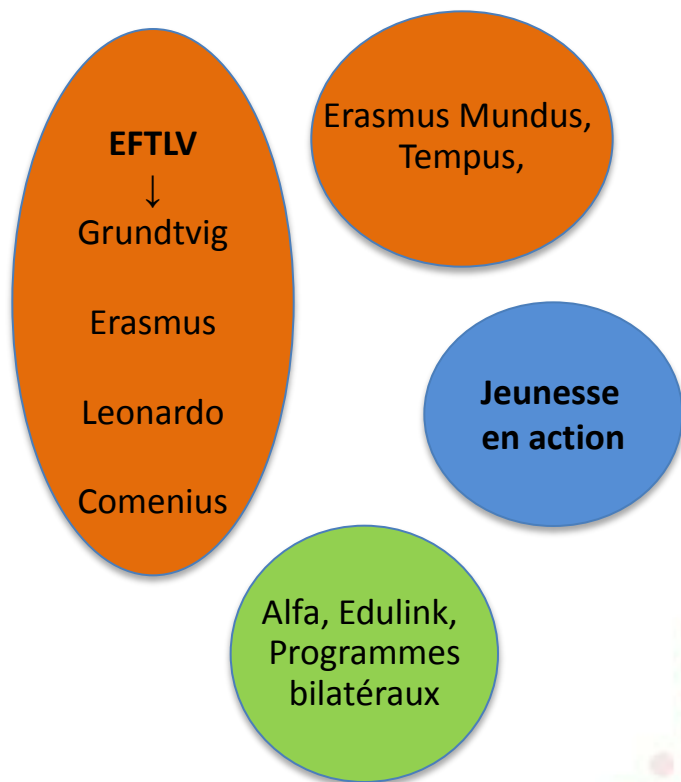 EFTLV
↓
Grundtvig
Erasmus
Leonardo
Comenius
Erasmus Mundus,
Tempus,
Jeunesse
en action
Alfa, Edulink,
Programmes
bilatéraux